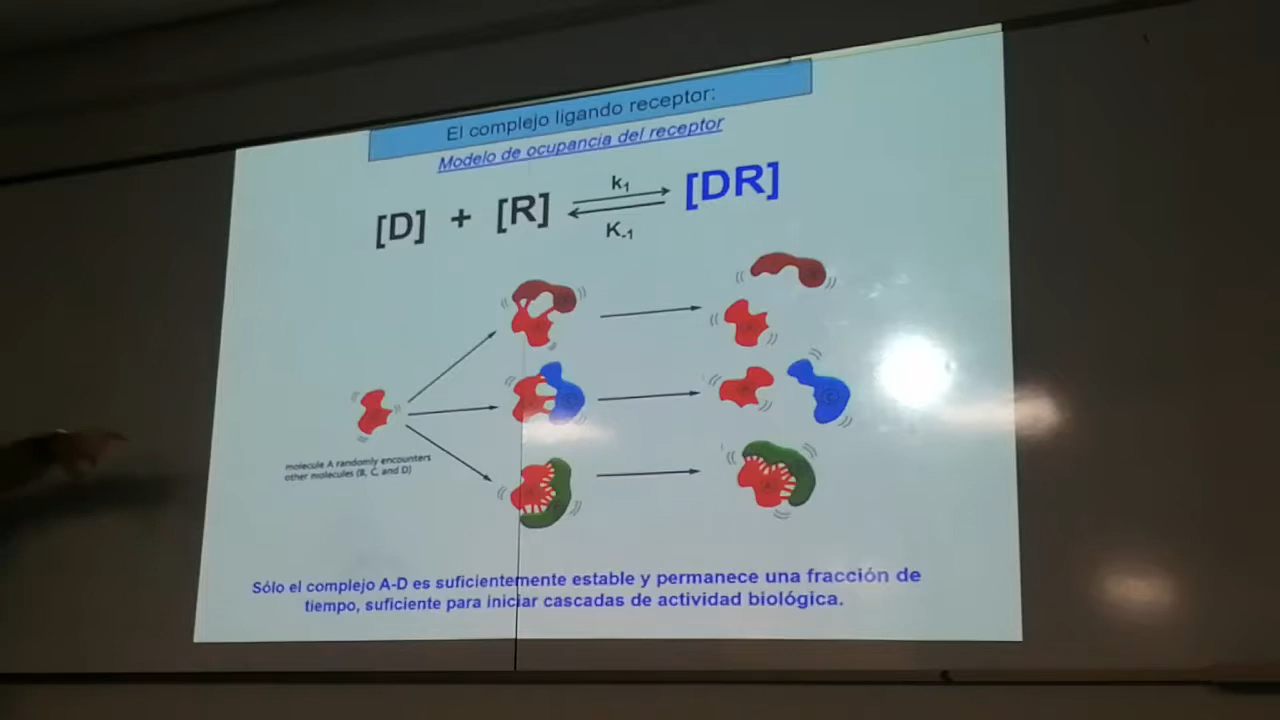 El complejo ligando receptor:
Modelo de ocupancia del receptor
[D] + [R] k1 K-1 [DR]
molecule A randomly encounters
other molecules (B, C, and D)
Sólo el complejo A-D es suficientemente estable y permanece una fracción de
tiempo, suficiente para iniciar cascadas de actividad biológica.